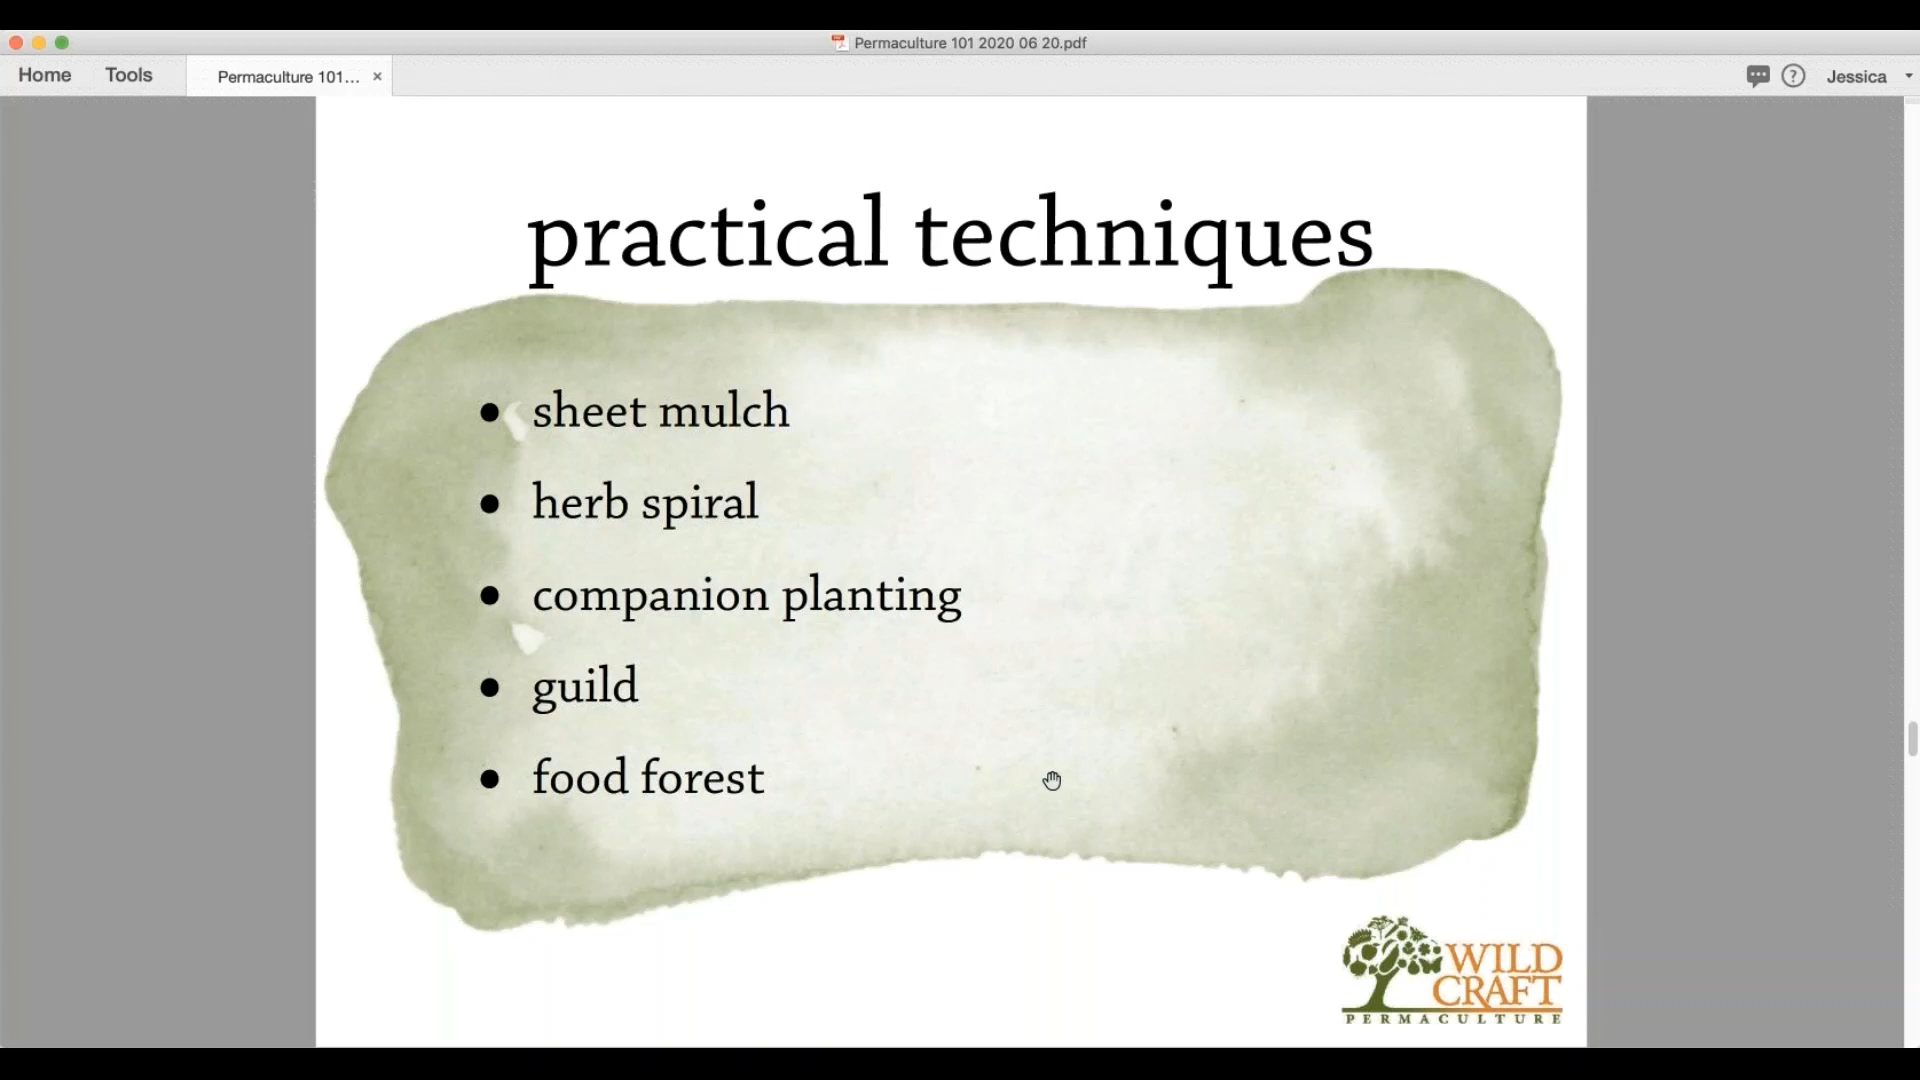 Permaculture 101 2020 06 20.pdf
Home Tools Permaculture 101... × ? Jessica
practical techniques
• sheet mulch
• herb spiral
• companion planting
• guild
• food forest
WILD
CRAFT
PERMACULTURE